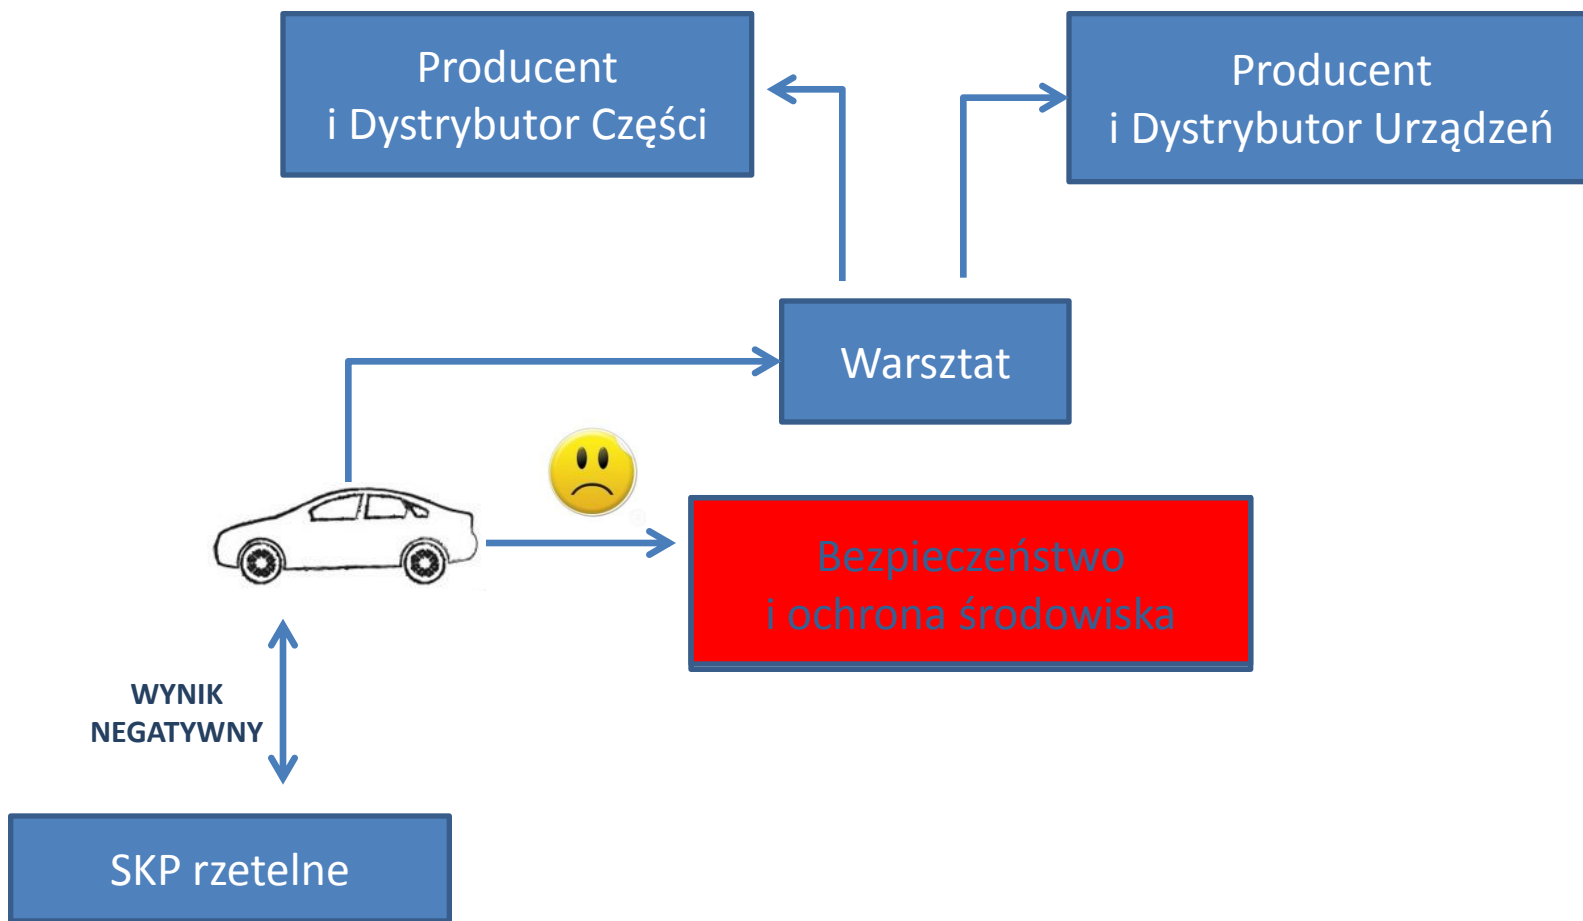 Producent
i Dystrybutor Części
Producent
i Dystrybutor Urządzeń
Warsztat
Bezpieczeństwo
i ochrona środowiska
WYNIK
NEGATYWNY
SKP rzetelne